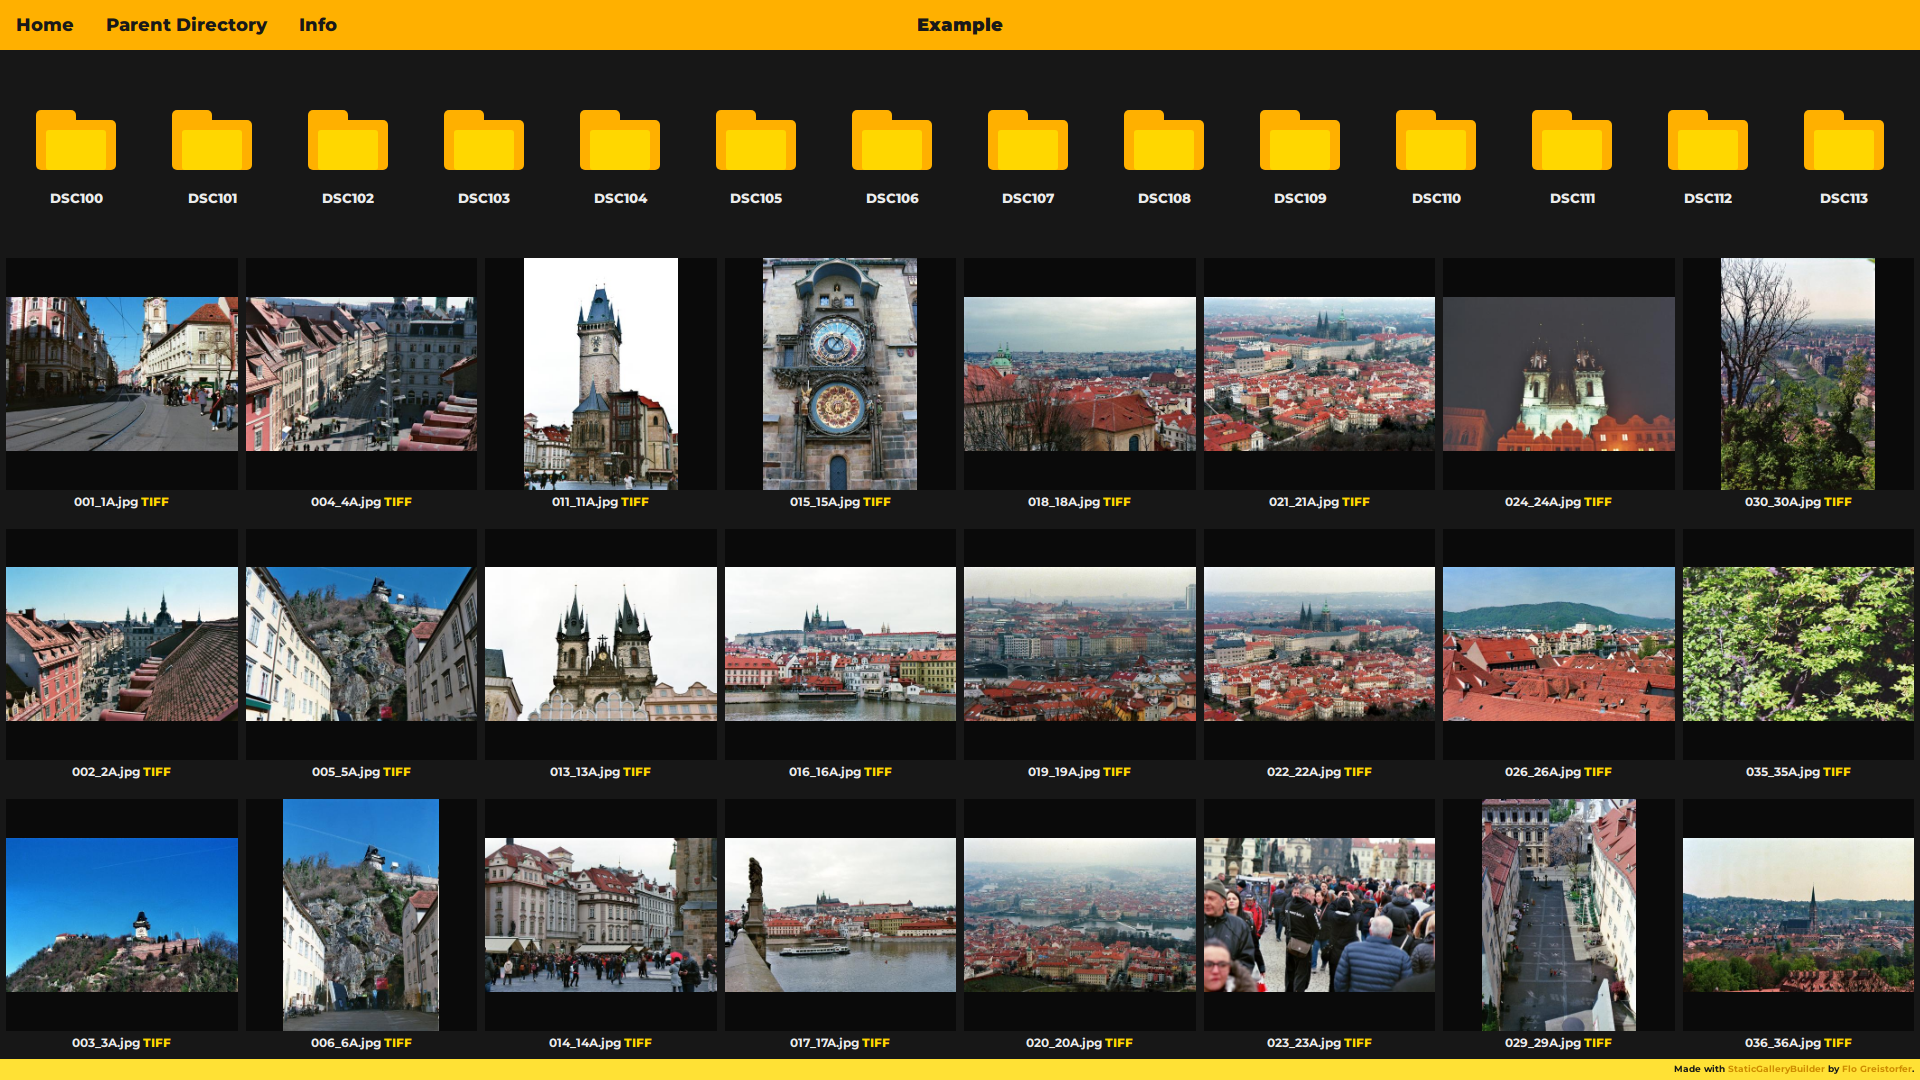 Home Parent Directory Info Example
DSC100 DSC101 DSC102 DSC103 DSC104 DSC105 DSC106 DSC107 DSC108 DSC109 DSC110 DSC111 DSC112 DSC113
001_1A.jpg TIFF 004_4A.jpg TIFF 011_11A.jpg TIFF 015_15A.jpg TIFF 018_18A.jpg TIFF 021_21A.jpg TIFF 024_24A.jpg TIFF 030_30A.jpg TIFF
002_2A.jpg TIFF 005_5A.jpg TIFF 013_13A.jpg TIFF 016_16A.jpg TIFF 019_19A.jpg TIFF 022_22A.jpg TIFF 026_26A.jpg TIFF 035_35A.jpg TIFF
003_3A.jpg TIFF 006_6A.jpg TIFF 014_14A.jpg TIFF 017_17A.jpg TIFF 020_20A.jpg TIFF 023_23A.jpg TIFF 029_29A.jpg TIFF 036_36A.jpg TIFF
Made with StaticGalleryBuilder by Flo Greistorfer.